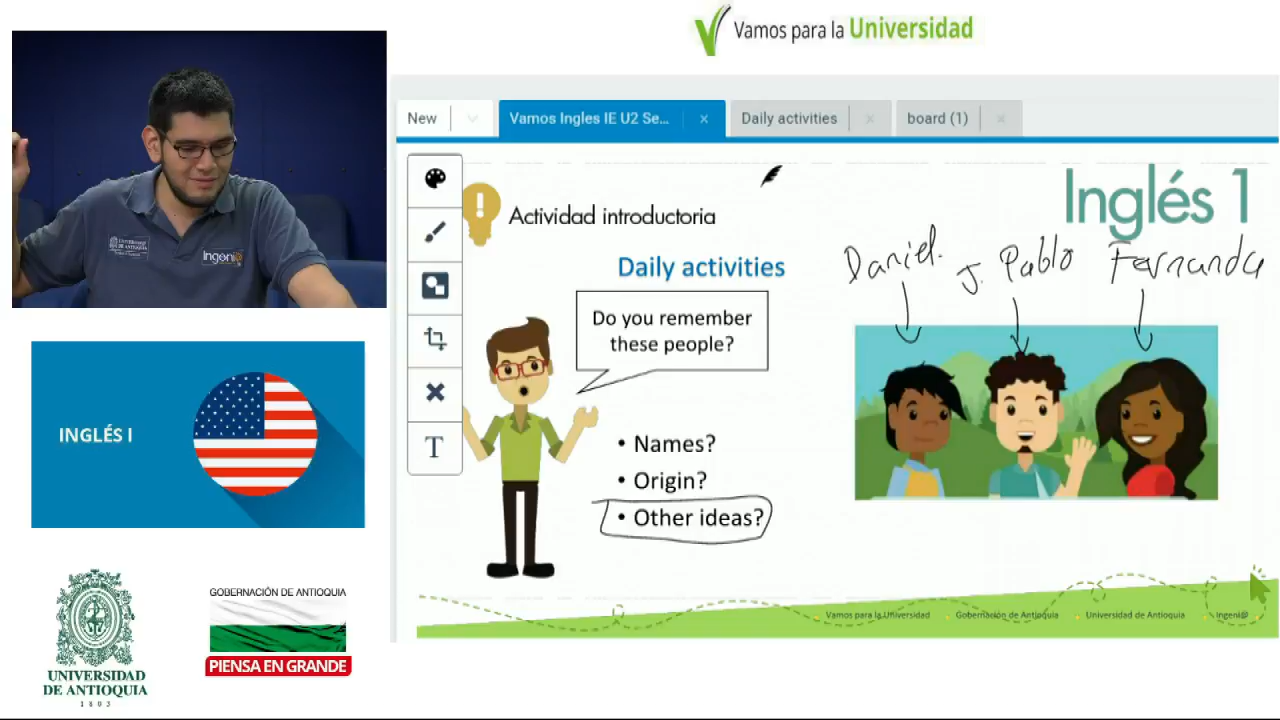 Vamos para la Universidad
New
Vamos Ingles IE U2 Se...
Daily activities
board (1)
Inglés 1
Actividad introductoria
Daniel.
J. Pablo
Fernanda
Daily activities
Do you remember
these people?
• Names?
• Origin?
• Other ideas?
T
INGLÉS I
Ingeni@
GOBERNACIÓN DE ANTIOQUIA
PIENSA EN GRANDE
UNIVERSIDAD
DE ANTIOQUIA
1803
Vamos para la Universidad
Gobernación de Antioquia
Universidad de Antioquia
Ingeni@